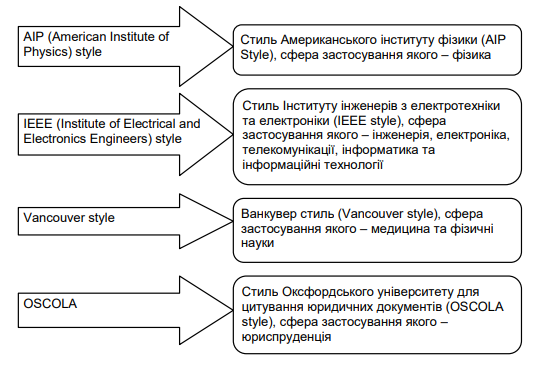 AIP (American Institute of
Physics) style
Стиль Американського інституту фізики (AIP
Style), сфера застосування якого – фізика
IEEE (Institute of Electrical and
Electronics Engineers) style
Стиль Інституту інженерів з електротехніки
та електроніки (IEEE style), сфера
застосування якого – інженерія, електроніка,
телекомунікації, інформатика та
інформаційні технології
Vancouver style
Ванкувер стиль (Vancouver style), сфера
застосування якого – медицина та фізичні
науки
OSCOLA
Стиль Оксфордського університету для
цитування юридичних документів (OSCOLA
style), сфера застосування якого –
юриспруденція